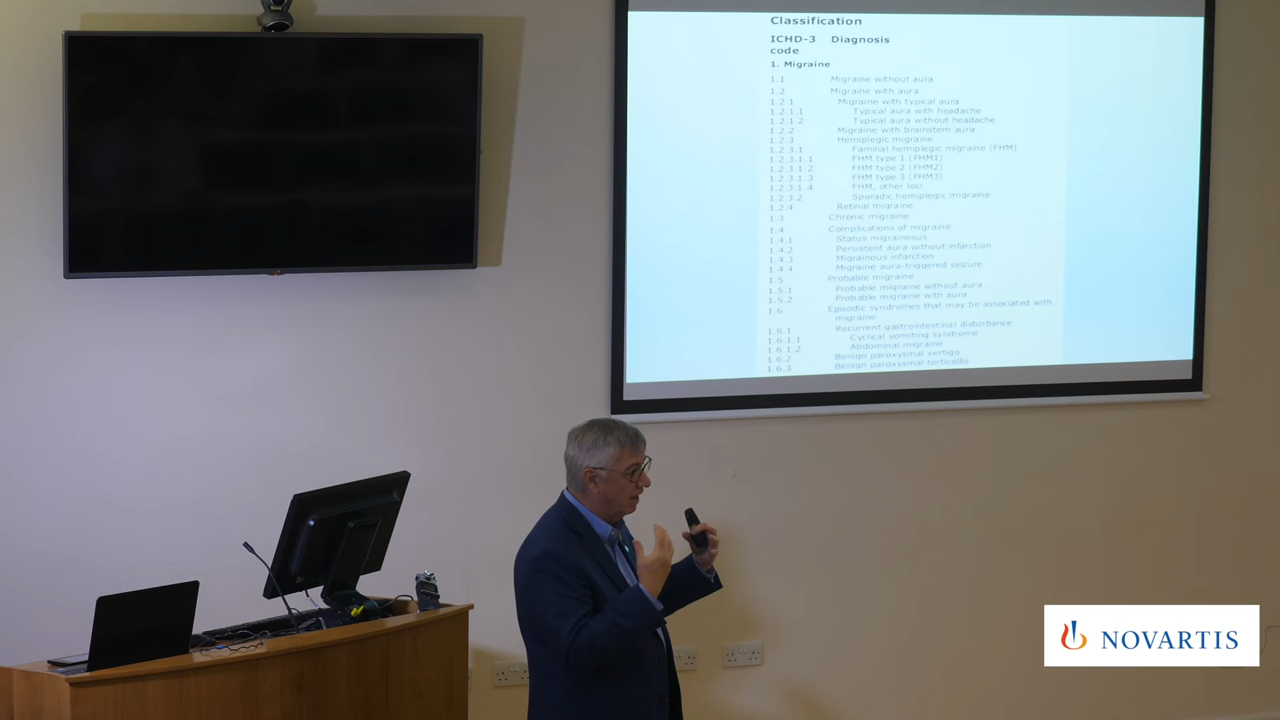 Classification
ICHD-3 Diagnosis
code
1. Migraine
1.1 Migraine without aura
1.2 Migraine with aura
1.2.1 Migraine with typical aura
1.2.1.1 Typical aura with headache
1.2.1.2 Typical aura without headache
1.2.2 Migraine with brainstem aura
1.2.3 Hemiplegic migraine
1.2.3.1 Familial hemiplegic migraine (FHM)
1.2.3.1.1 FHM type 1 (FHM1)
1.2.3.1.2 FHM type 2 (FHM2)
1.2.3.1.3 FHM type 3 (FHM3)
1.2.3.1.4 FHM, other loci
1.2.3.2 Sporadic hemiplegic migraine
1.2.4 Retinal migraine
1.3 Chronic migraine
1.4 Complications of migraine
1.4.1 Status migrainosus
1.4.2 Persistent aura without infarction
1.4.3 Migrainous infarction
1.4.4 Migraine aura-triggered seizure
1.5 Probable migraine
1.5.1 Probable migraine without aura
1.5.2 Probable migraine with aura
1.6 Episodic syndromes that may be associated with
migraine
1.6.1 Recurrent gastrointestinal disturbance
1.6.1.1 Cyclical vomiting syndrome
1.6.1.2 Abdominal migraine
1.6.2 Benign paroxysmal vertigo
1.6.3 Benign paroxysmal torticollis
NOVARTIS